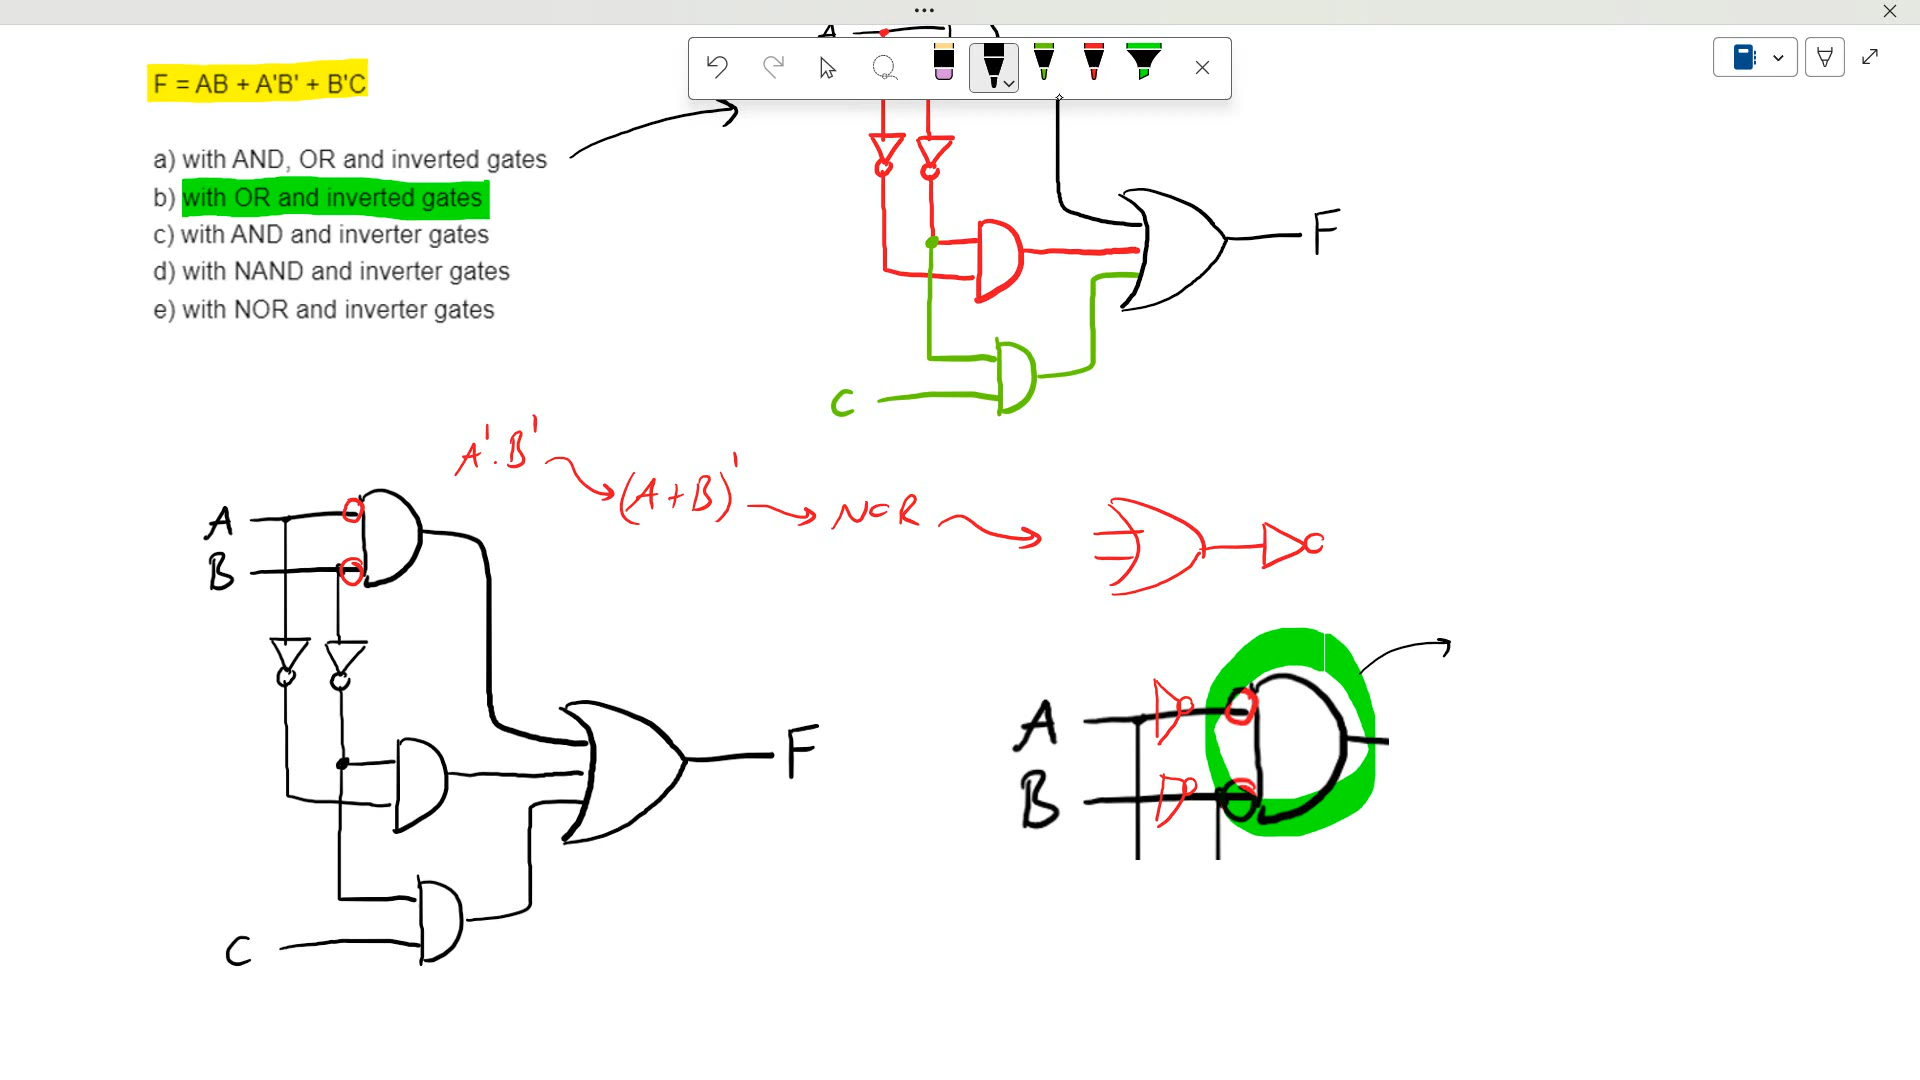 A
F = AB + A'B' + B'C
a) with AND, OR and inverted gates
b) with OR and inverted gates
c) with AND and inverter gates
d) with NAND and inverter gates
e) with NOR and inverter gates
F
C
A'.B'
(A+B)'
NOR
A
B
F
C
A
B